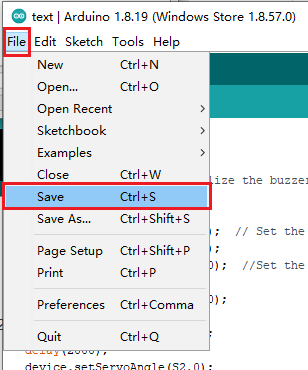 text | Arduino 1.8.19 (Windows Store 1.8.57.0)
File Edit Sketch Tools Help
New Ctrl+N
Open... Ctrl+O
Open Recent
Sketchbook
Examples
Close Ctrl+W
lize the buzzer
Save Ctrl+S
Save As... Ctrl+Shift+S
); // Set the
Page Setup Ctrl+Shift+P
Print Ctrl+P
0); //Set the
Preferences Ctrl+Comma
0);
Quit Ctrl+Q
delay(2000);
device.setServoAngle(S2,0);